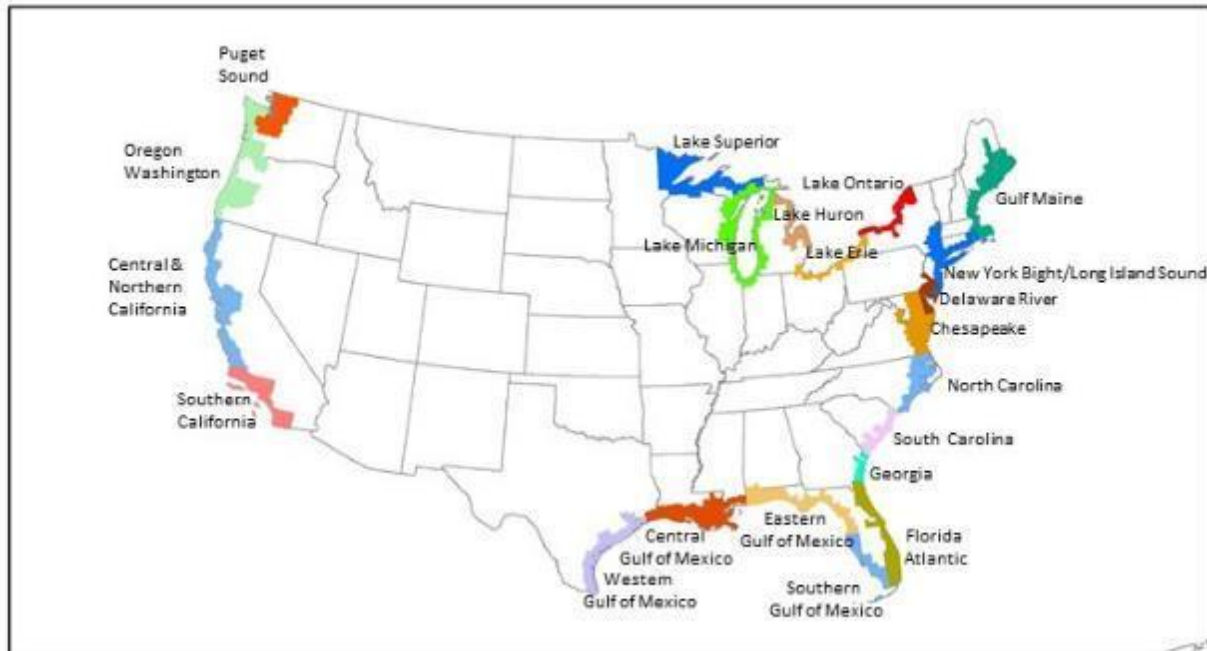 Puget
Sound
Lake Superior
Oregon
Washington
Lake Ontario
Gulf Maine
Lake Huron
Lake Michigan
Lake Erie
Central &
Northern
California
New York Bight/Long Island Sound
Delaware River
Chesapeake
North Carolina
Southern
California
South Carolina
Georgia
Eastern
Gulf of Mexico
Florida
Atlantic
Central
Gulf of Mexico
Western
Gulf of Mexico
Southern
Gulf of Mexico